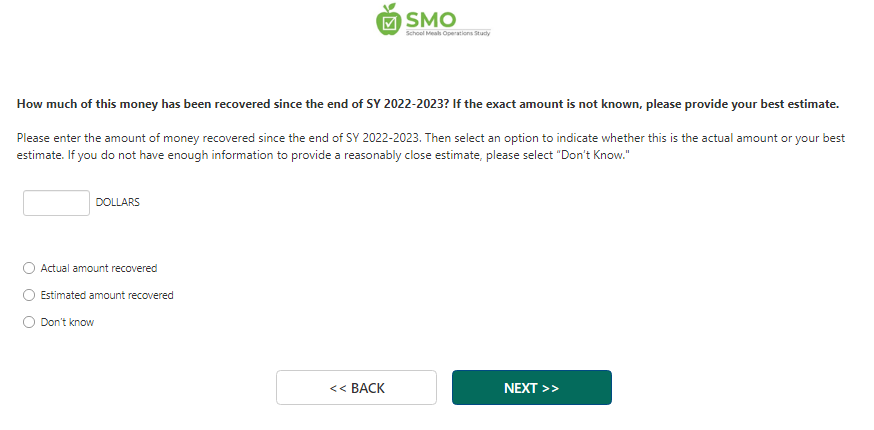 SMO
School Meals Operations Study
How much of this money has been recovered since the end of SY 2022-2023? If the exact amount is not known, please provide your best estimate.
Please enter the amount of money recovered since the end of SY 2022-2023. Then select an option to indicate whether this is the actual amount or your best
estimate. If you do not have enough information to provide a reasonably close estimate, please select "Don't Know."
DOLLARS
Actual amount recovered
Estimated amount recovered
Don't know
<< BACK
NEXT >>